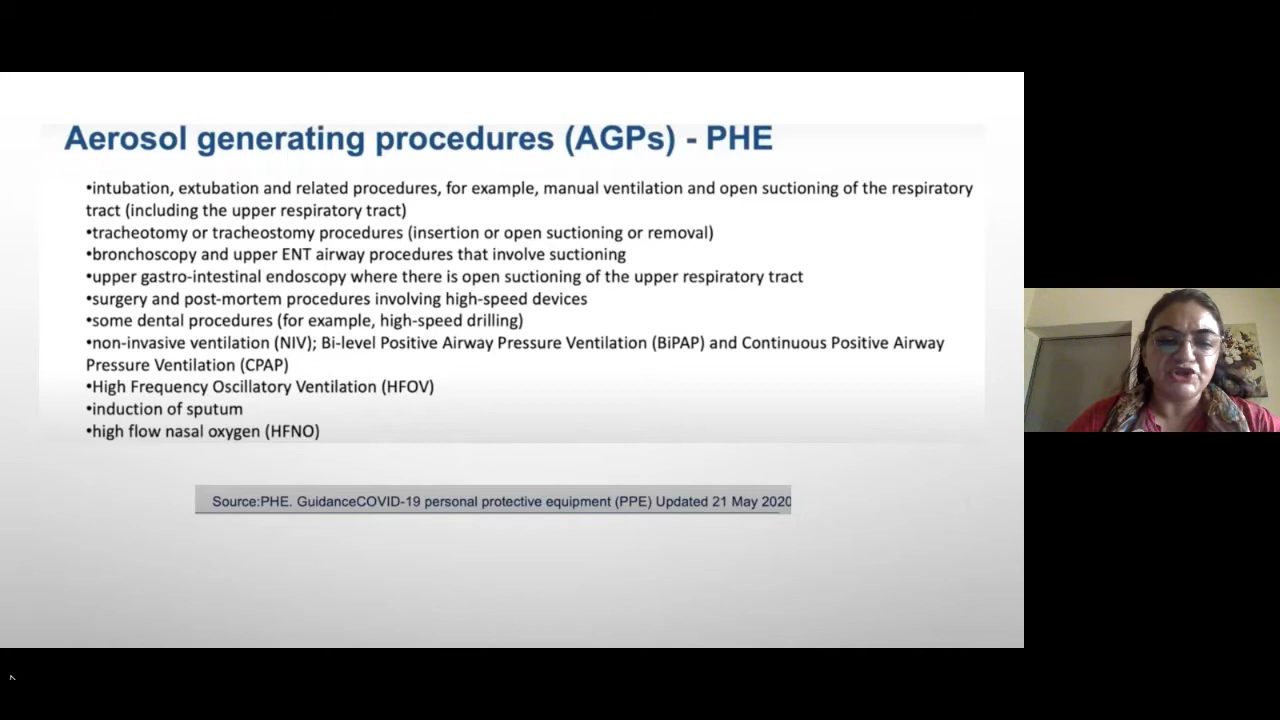 Aerosol generating procedures (AGPs) - PHE
•intubation, extubation and related procedures, for example, manual ventilation and open suctioning of the respiratory
tract (including the upper respiratory tract)
•tracheotomy or tracheostomy procedures (insertion or open suctioning or removal)
•bronchoscopy and upper ENT airway procedures that involve suctioning
•upper gastro-intestinal endoscopy where there is open suctioning of the upper respiratory tract
•surgery and post-mortem procedures involving high-speed devices
•some dental procedures (for example, high-speed drilling)
•non-invasive ventilation (NIV); Bi-level Positive Airway Pressure Ventilation (BiPAP) and Continuous Positive Airway
Pressure Ventilation (CPAP)
•High Frequency Oscillatory Ventilation (HFOV)
•induction of sputum
•high flow nasal oxygen (HFNO)
Source:PHE. GuidanceCOVID-19 personal protective equipment (PPE) Updated 21 May 2020